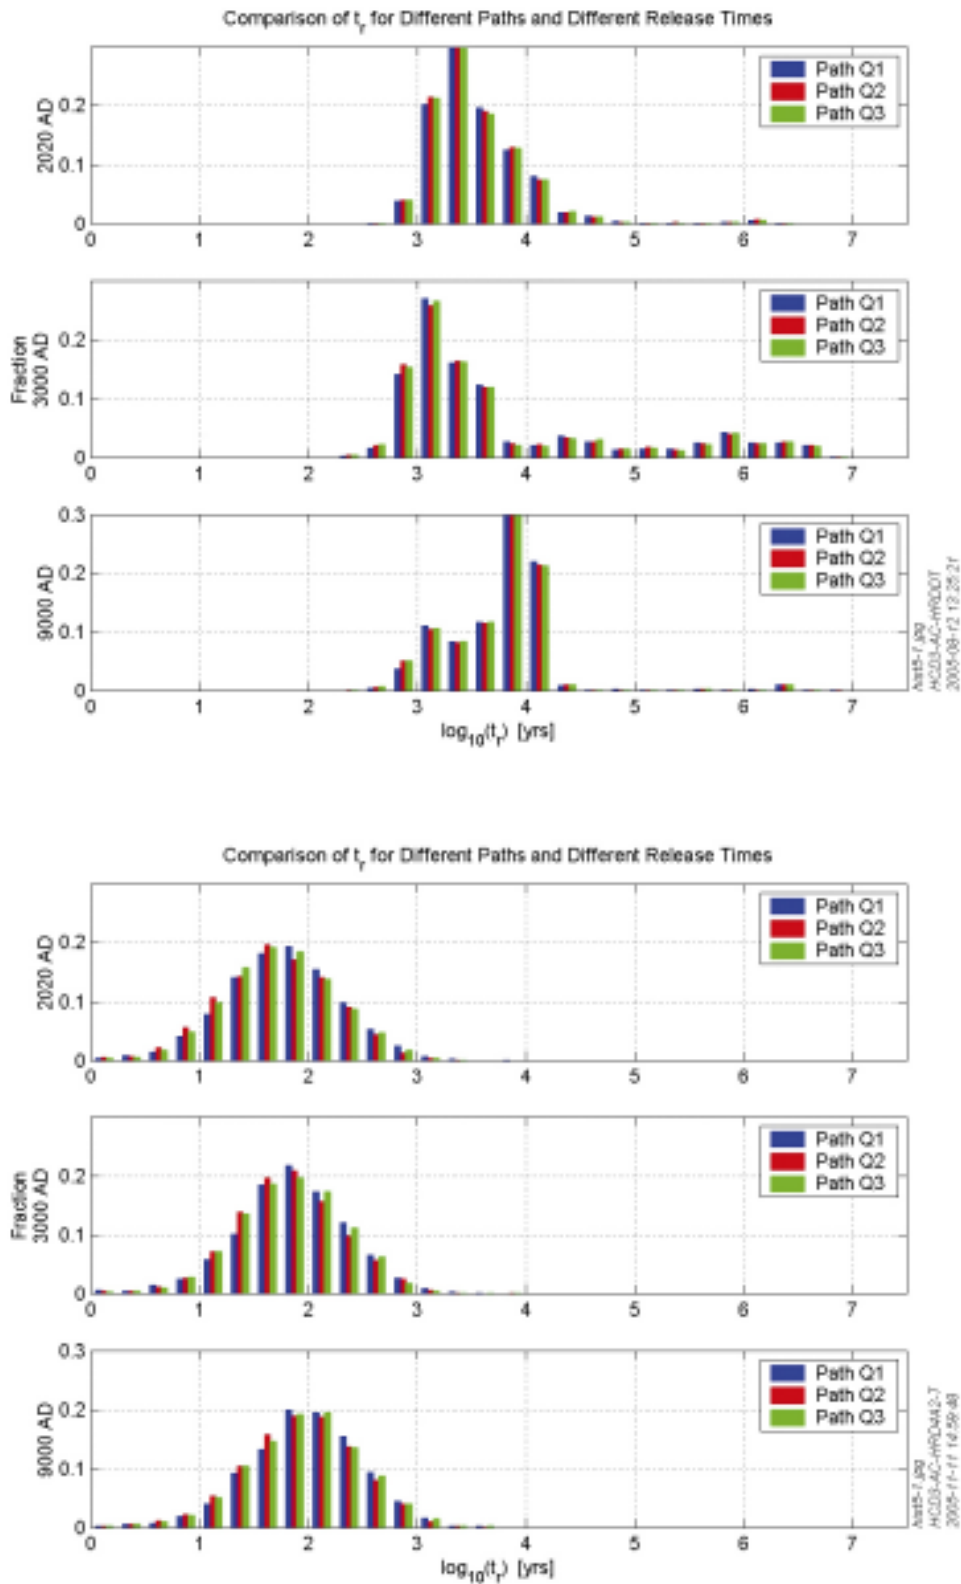 Comparison of tr for Different Paths and Different Release Times
2020 AD
0.2
0.1
0
Path Q1
Path Q2
Path Q3
0 1 2 3 4 5 6 7
Fraction
3000 AD
0.2
0.1
0
Path Q1
Path Q2
Path Q3
0 1 2 3 4 5 6 7
9000 AD
0.3
0.2
0.1
0
Path Q1
Path Q2
Path Q3
0 1 2 3 4 5 6 7
log10(tr) [yrs]
HCD3-AC-HRDDT
Comparison of tr for Different Paths and Different Release Times
2020 AD
0.2
0.1
0
Path Q1
Path Q2
Path Q3
0 1 2 3 4 5 6 7
Fraction
3000 AD
0.2
0.1
0
Path Q1
Path Q2
Path Q3
0 1 2 3 4 5 6 7
9000 AD
0.3
0.2
0.1
0
Path Q1
Path Q2
Path Q3
0 1 2 3 4 5 6 7
log10(tr) [yrs]